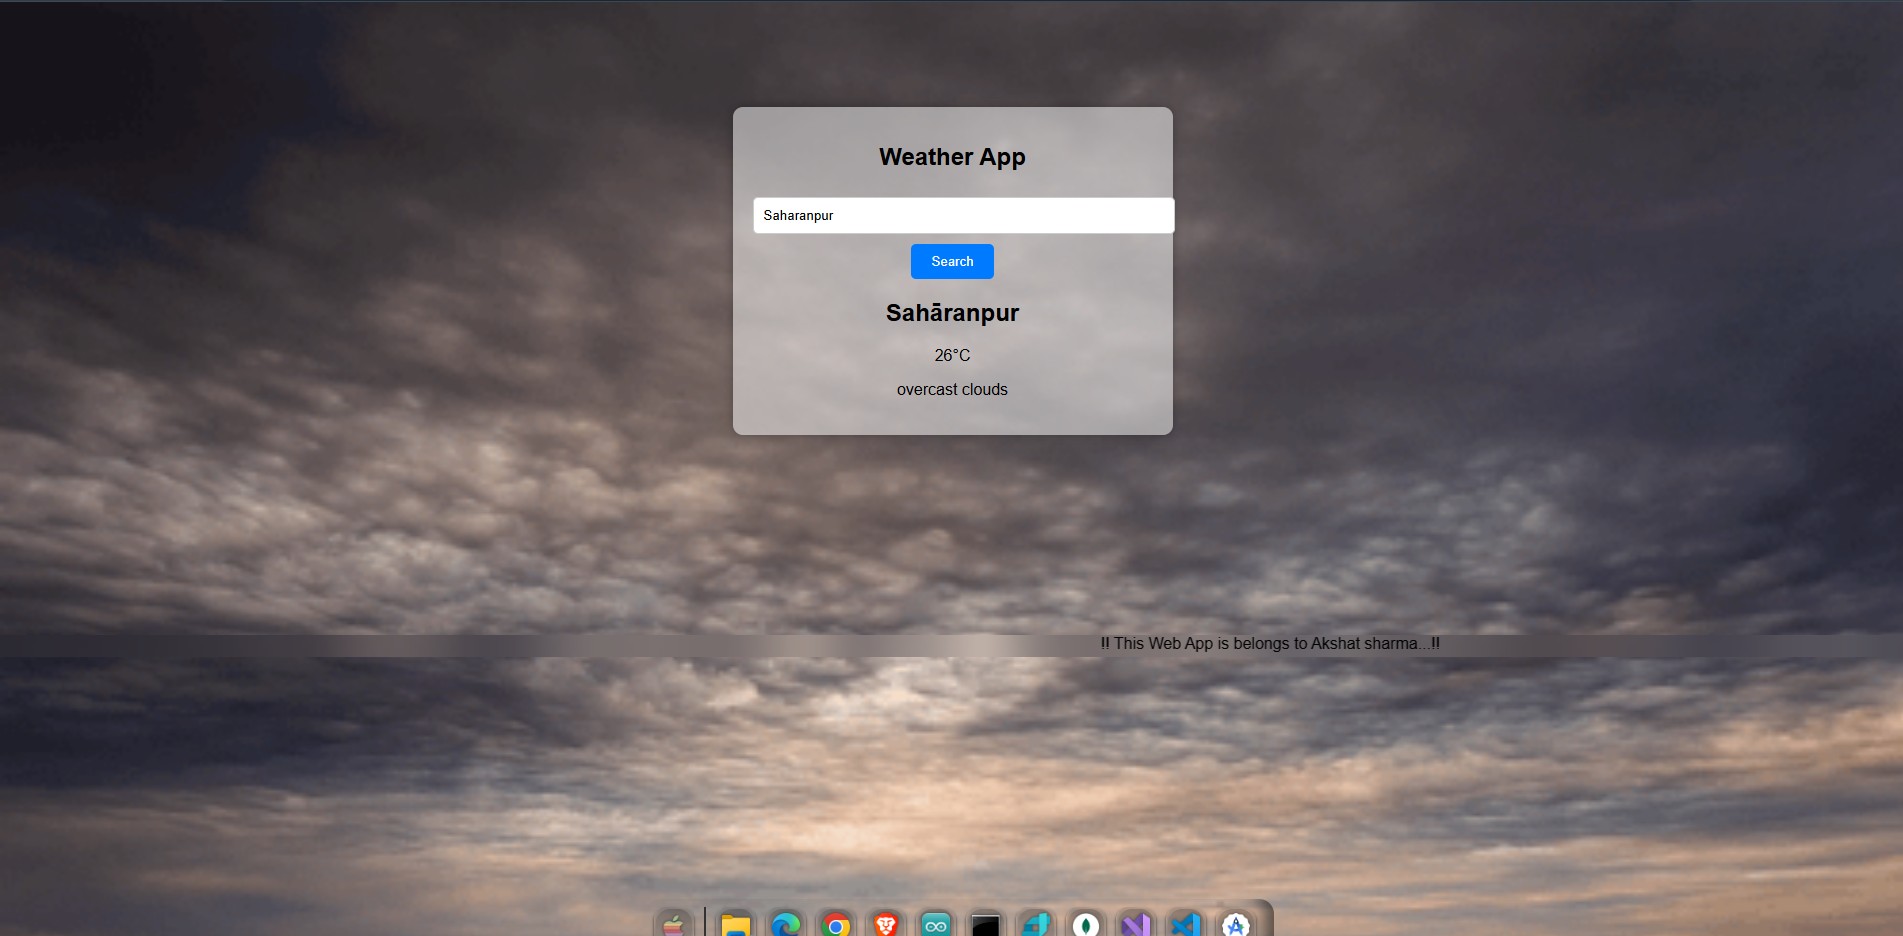 Weather App
Saharanpur
Search
Sahāranpur
26°C
overcast clouds
!! This Web App is belongs to Akshat sharma...!!